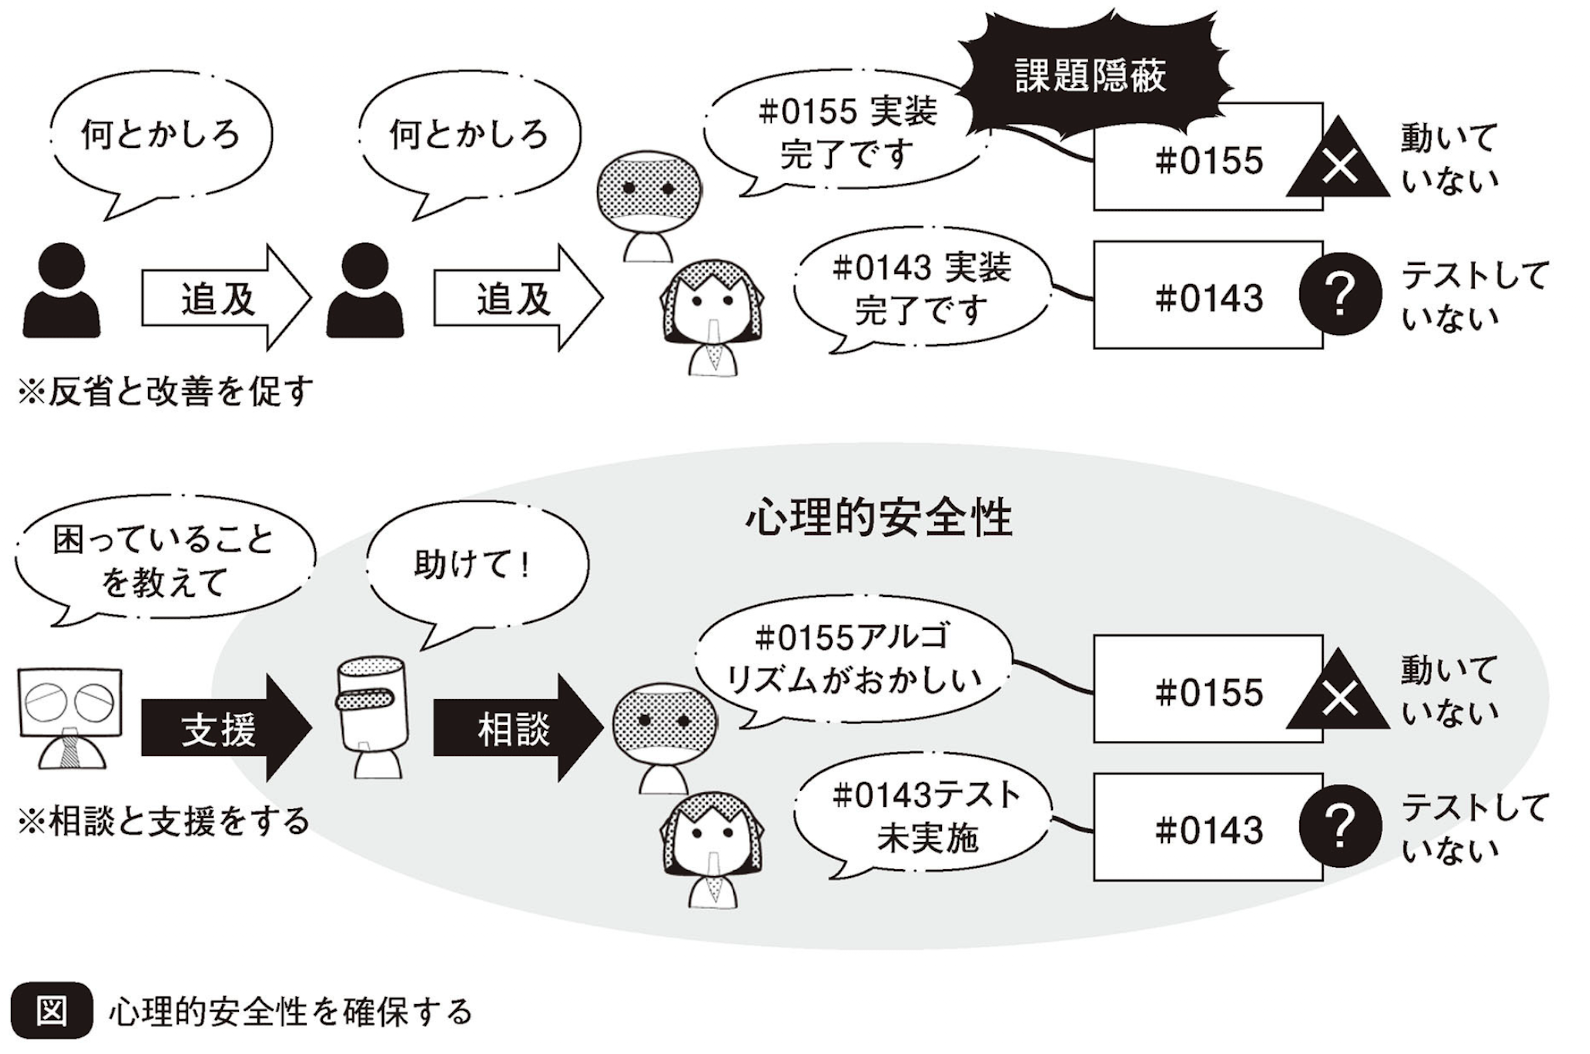 課題隠蔽
何とかしろ
何とかしろ
#0155 実装
完了です
#0155
×
動いて
いない
追及
追及
#0143 実装
完了です
#0143
?
テストして
いない
※反省と改善を促す
心理的安全性
困っていること
を教えて
助けて!
#0155アルゴ
リズムがおかしい
#0155
×
動いて
いない
支援
相談
#0143テスト
未実施
#0143
?
テストして
いない
※相談と支援をする
図 心理的安全性を確保する